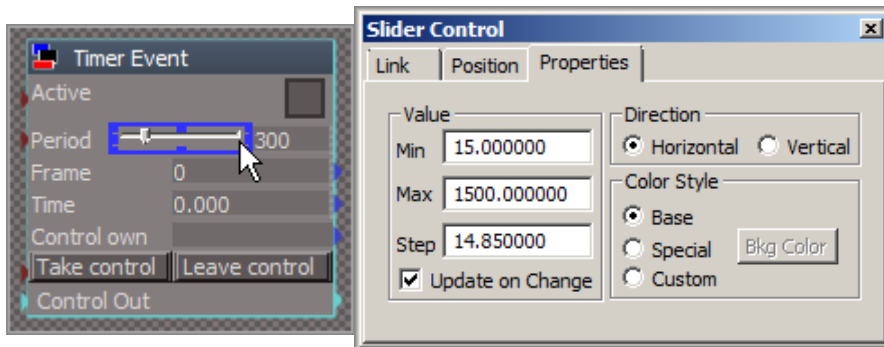 Timer Event
Active
Period 300
Frame 0
Time 0.000
Control own
Take control Leave control
Control Out
Slider Control
Link Position Properties
Value
Min 15.000000
Max 1500.000000
Step 14.850000
Update on Change
Direction
Horizontal Vertical
Color Style
Base
Special Bkg Color
Custom